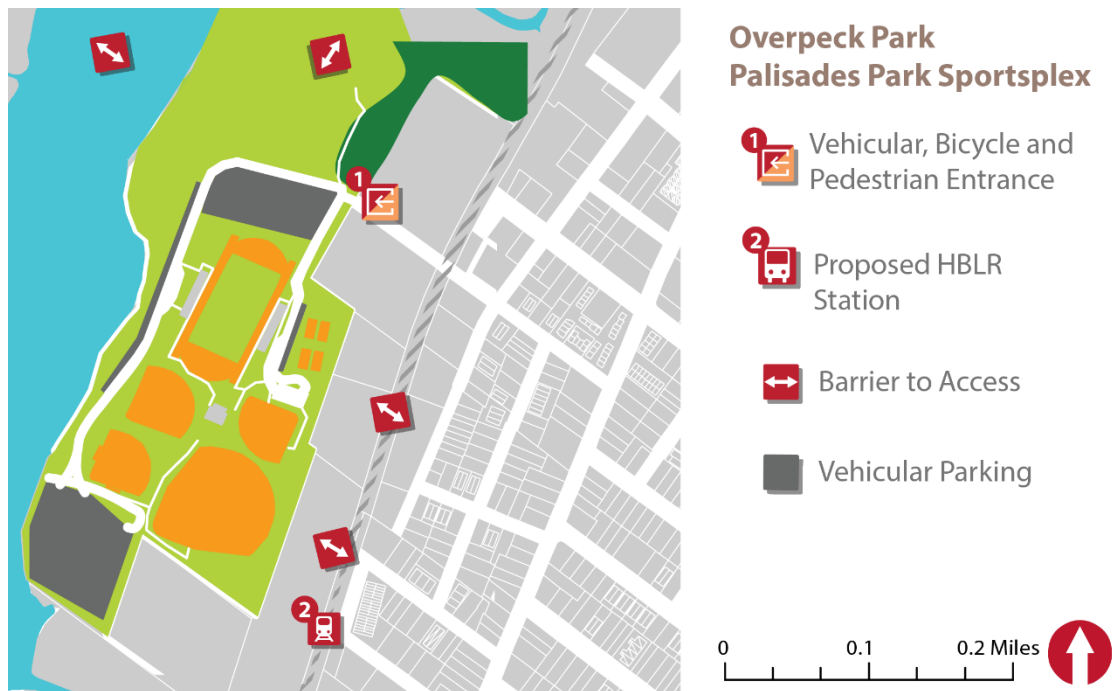 Overpeck Park
Palisades Park Sportsplex
1
Vehicular, Bicycle and
Pedestrian Entrance
2
Proposed HBLR
Station
Barrier to Access
Vehicular Parking
0 0.1 0.2 Miles
1
2